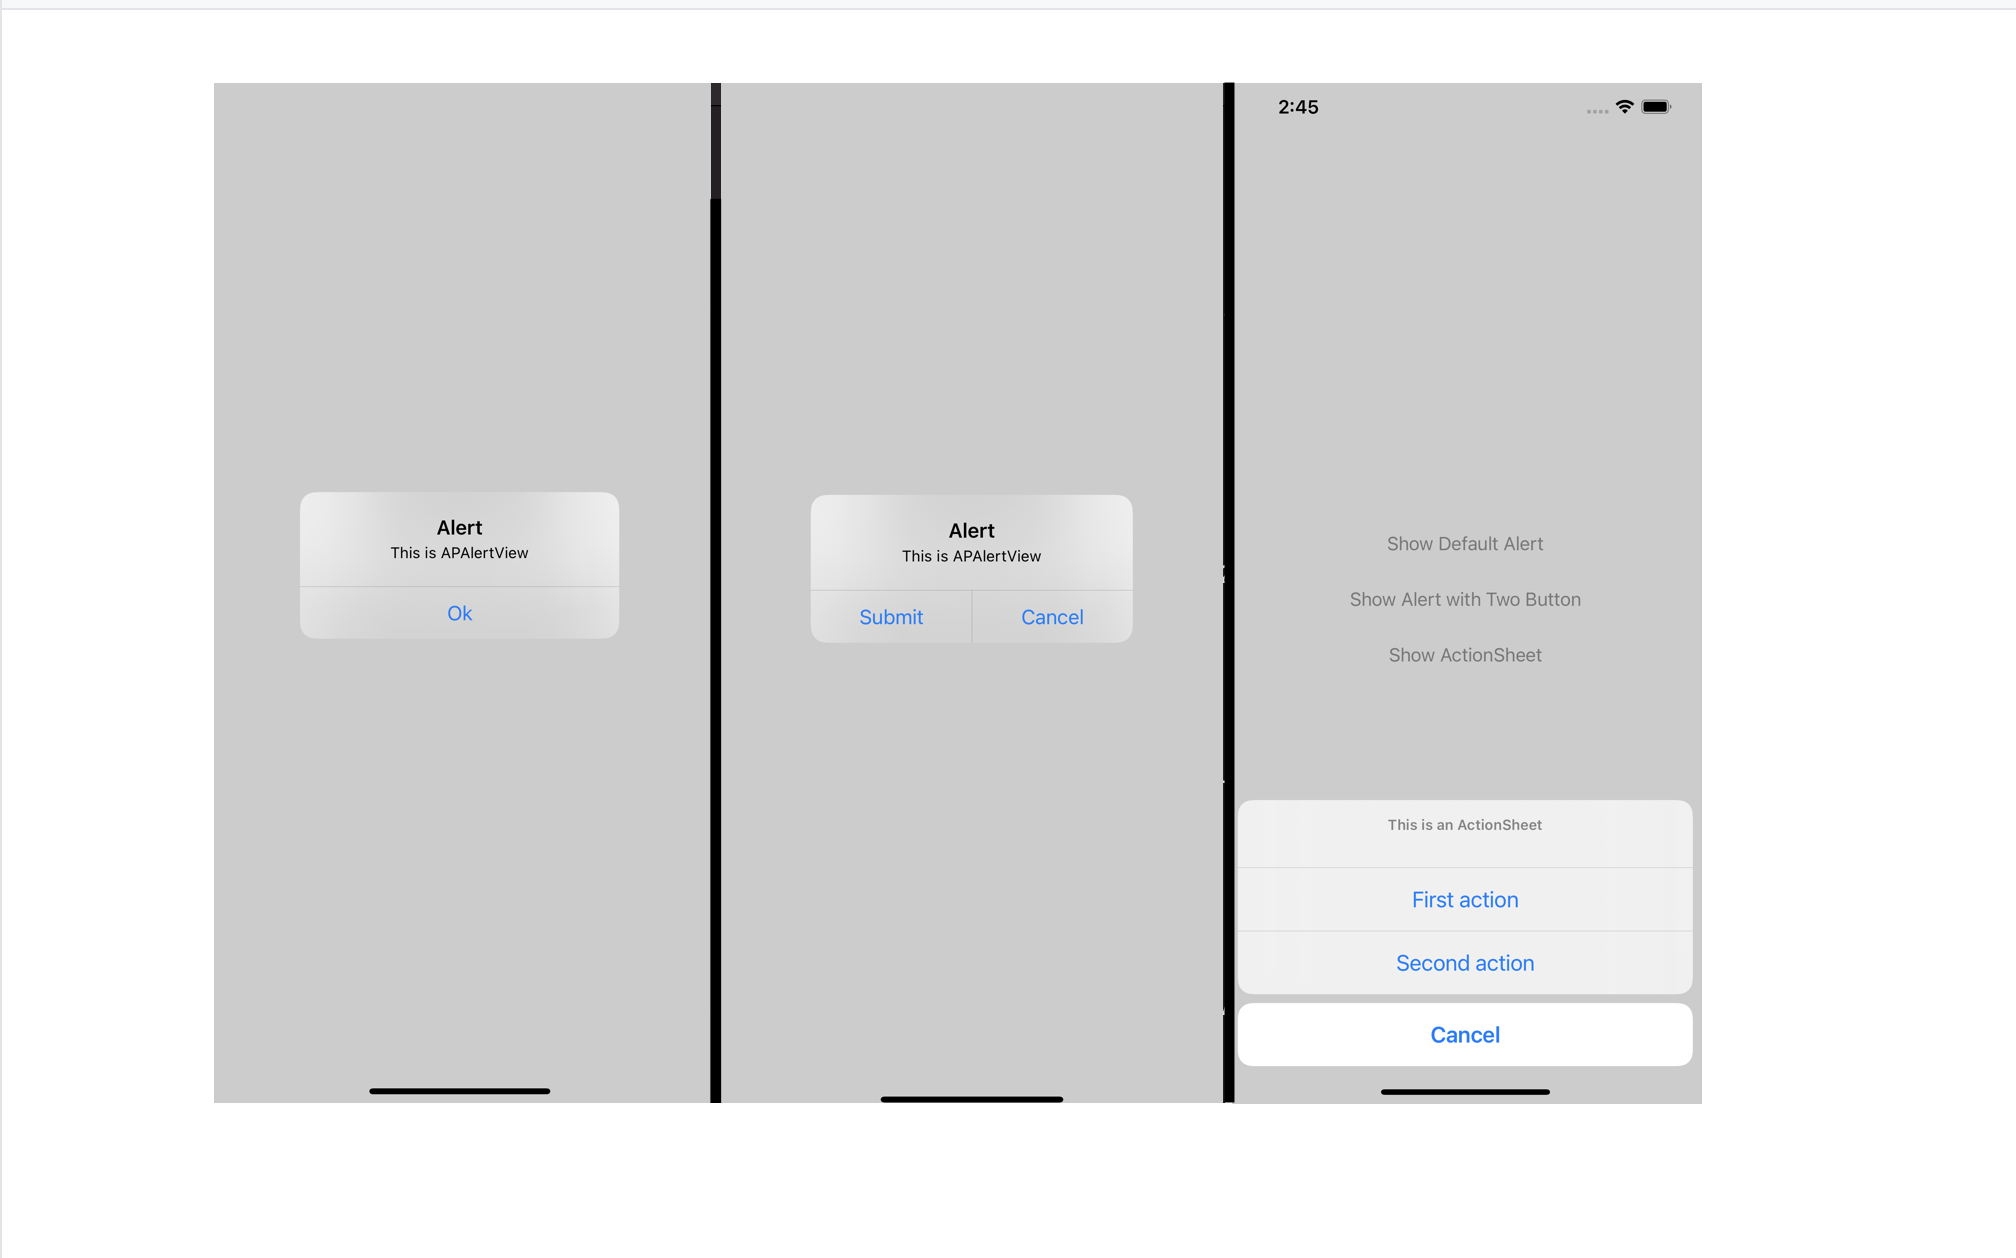 Alert
This is APAlertView
Ok
Alert
This is APAlertView
Submit Cancel
2:45
Show Default Alert
Show Alert with Two Button
Show ActionSheet
This is an ActionSheet
First action
Second action
Cancel